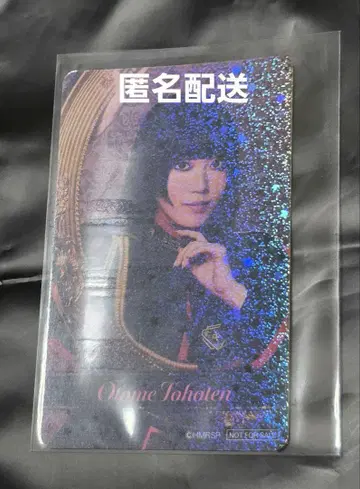 匿名配送
Otome Tohoten
©HMRSP NOT FOR SALE